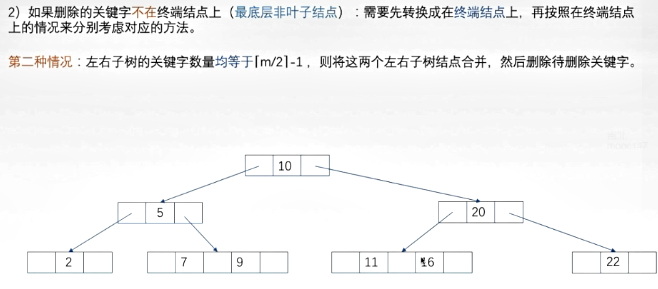 2）如果删除的关键字不在终端结点上（最底层非叶子结点）：需要先转换成在终端结点上，再按照在终端结点
上的情况来分别考虑对应的方法。
第二种情况：左右子树的关键字数量均等于⌈m/2⌉-1，则将这两个左右子树结点合并，然后删除待删除关键字。
10
5 20
2 7 9 11 16 22